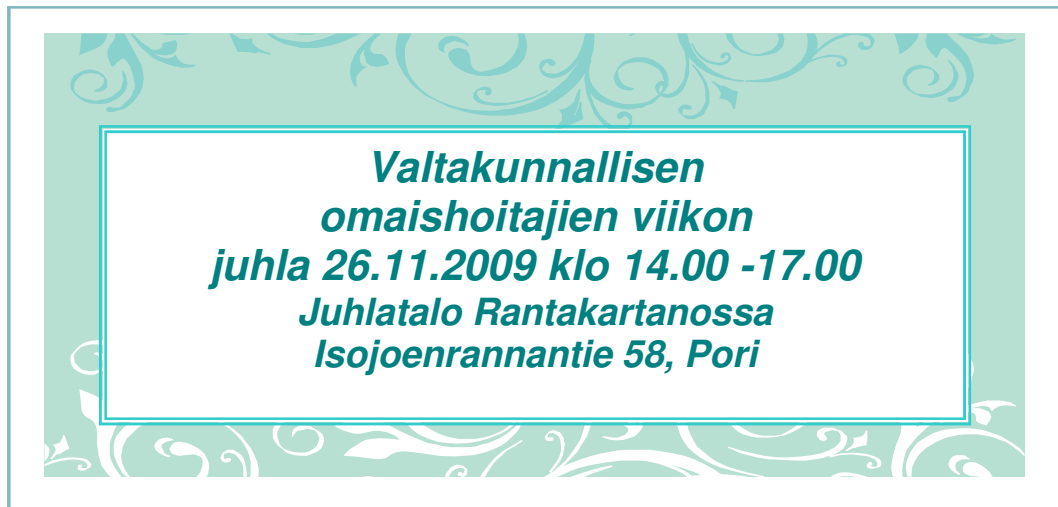 Valtakunnallisen
omaishoitajien viikon
juhla 26.11.2009 klo 14.00 -17.00
Juhlatalo Rantakartanossa
Isojoenrannantie 58, Pori